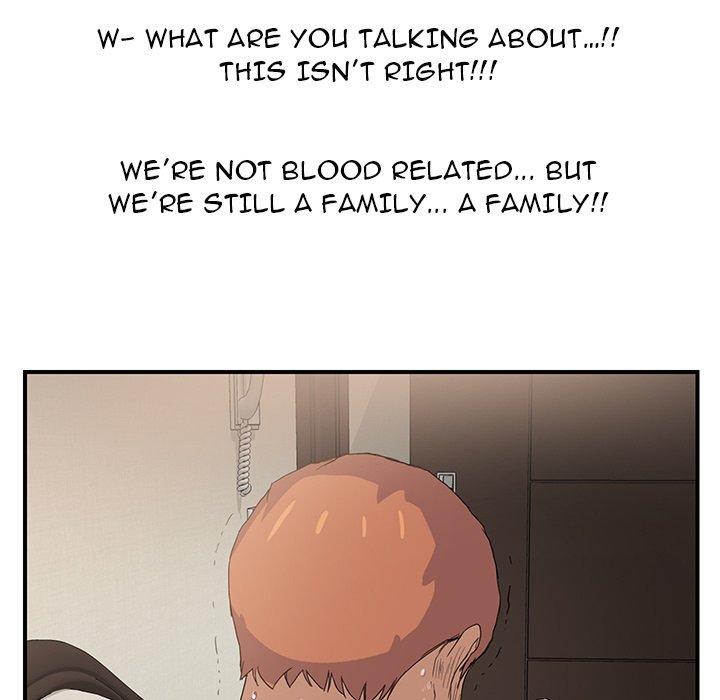 W- WHAT ARE YOU TALKING ABOUT...!!
THIS ISN'T RIGHT!!!
WE'RE NOT BLOOD RELATED... BUT
WE'RE STILL A FAMILY... A FAMILY!!